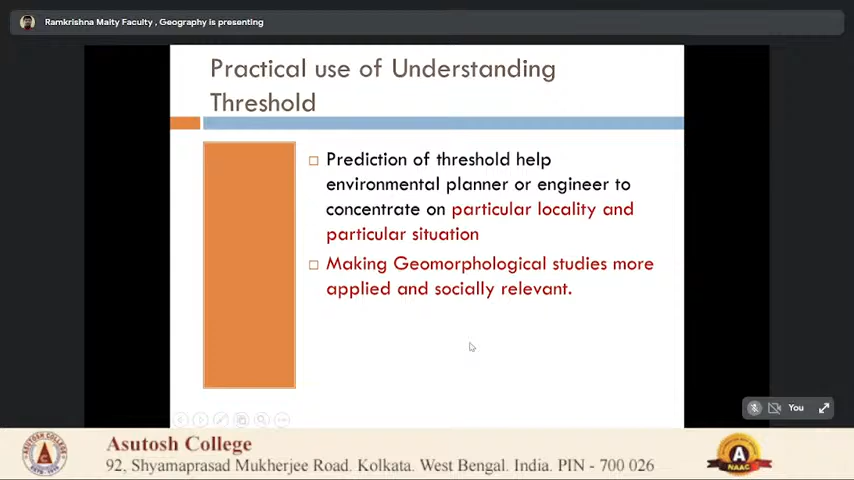 Ramkrishna Maity Faculty , Geography is presenting
Practical use of Understanding
Threshold
Prediction of threshold help
environmental planner or engineer to
concentrate on particular locality and
particular situation
Making Geomorphological studies more
applied and socially relevant.
You
Asutosh College
92, Shyamaprasad Mukherjee Road. Kolkata. West Bengal. India. PIN - 700 026
A
NAAC